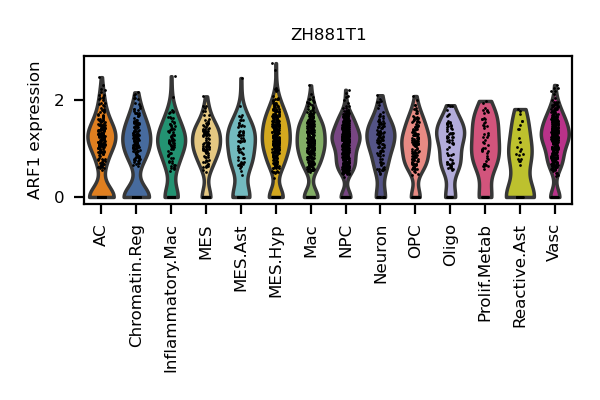 ZH881T1
ARF1 expression
2
0
AC
Chromatin.Reg
Inflammatory.Mac
MES
MES.Ast
MES.Hyp
Mac
NPC
Neuron
OPC
Oligo
Prolif.Metab
Reactive.Ast
Vasc